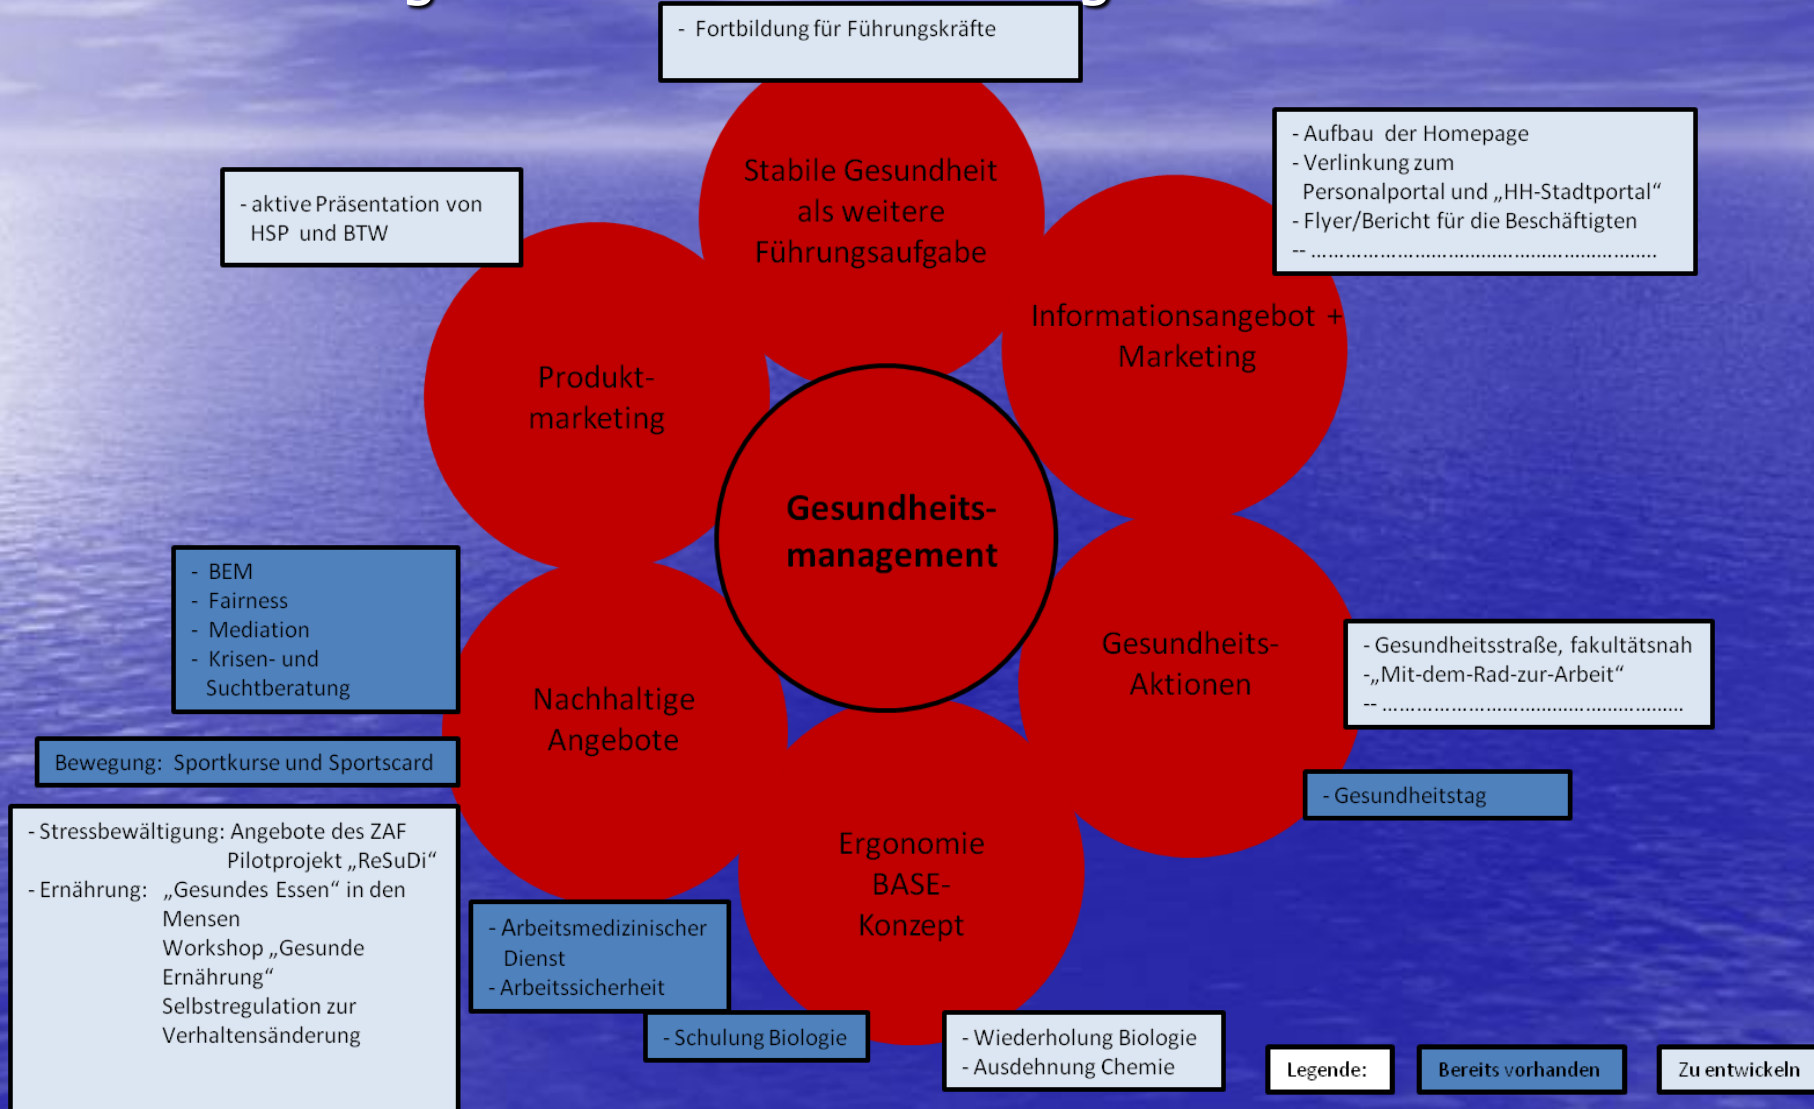 - Fortbildung für Führungskräfte
- Aufbau der Homepage
- Verlinkung zum
Personalportal und „HH-Stadtportal“
- Flyer/Bericht für die Beschäftigten
-- ..........................................................
- aktive Präsentation von
HSP und BTW
Stabile Gesundheit
als weitere
Führungsaufgabe
Informationsangebot +
Marketing
Produkt-
marketing
Gesundheits-
management
- BEM
- Fairness
- Mediation
- Krisen- und
Suchtberatung
Nachhaltige
Angebote
Gesundheits-
Aktionen
- Gesundheitsstraße, fakultätsnah
-„Mit-dem-Rad-zur-Arbeit“
-- ...................................................
Bewegung: Sportkurse und Sportscard
- Gesundheitstag
- Stressbewältigung: Angebote des ZAF
Pilotprojekt „ReSuDi“
- Ernährung: „Gesundes Essen“ in den
Mensen
Workshop „Gesunde
Ernährung“
Selbstregulation zur
Verhaltensänderung
Ergonomie
BASE-
Konzept
- Arbeitsmedizinischer
Dienst
- Arbeitssicherheit
- Schulung Biologie
- Wiederholung Biologie
- Ausdehnung Chemie
Legende:
Bereits vorhanden
Zu entwickeln